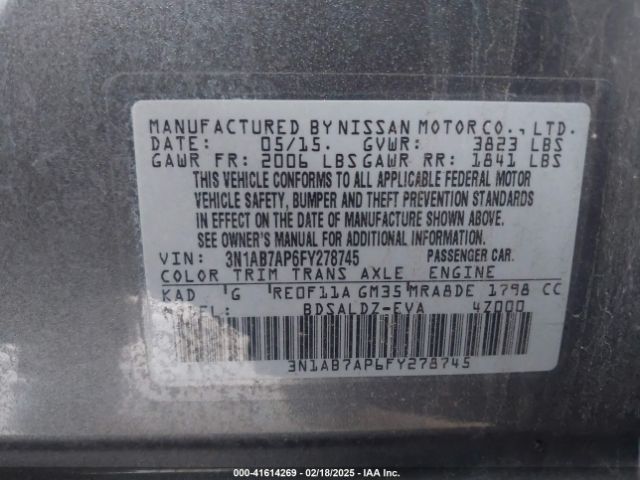 MANUFACTURED BY NISSAN MOTOR CO., LTD.
DATE: 05/15. GVWR: 3823 LBS
GAWR FR: 2006 LBS GAWR RR: 1841 LBS
THIS VEHICLE CONFORMS TO ALL APPLICABLE FEDERAL MOTOR
VEHICLE SAFETY, BUMPER AND THEFT PREVENTION STANDARDS
IN EFFECT ON THE DATE OF MANUFACTURE SHOWN ABOVE.
SEE OWNER'S MANUAL FOR ADDITIONAL INFORMATION.
VIN: 3N1AB7AP6FY278745 PASSENGER CAR.
COLOR TRIM TRANS AXLE ENGINE
KAD G RE0F11A GM35 MRA8DE 1798 CC
BDSALDZ-EVA 4Z000
3N1AB7AP6FY278745
000-41614269 - 02/18/2025 - IAA Inc.